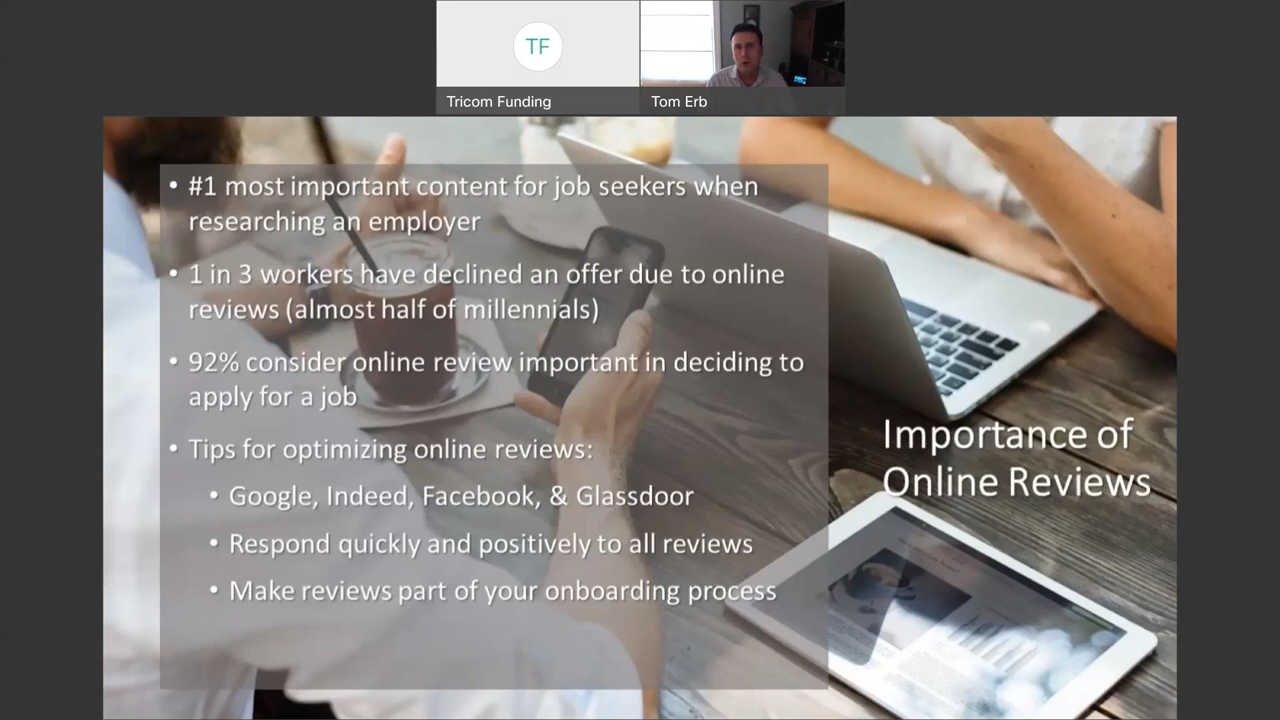 TF
Tricom Funding
Tom Erb
• #1 most important content for job seekers when
researching an employer
• 1 in 3 workers have declined an offer due to online
reviews (almost half of millennials)
• 92% consider online review important in deciding to
apply for a job
• Tips for optimizing online reviews:
• Google, Indeed, Facebook, & Glassdoor
• Respond quickly and positively to all reviews
• Make reviews part of your onboarding process
Importance of
Online Reviews